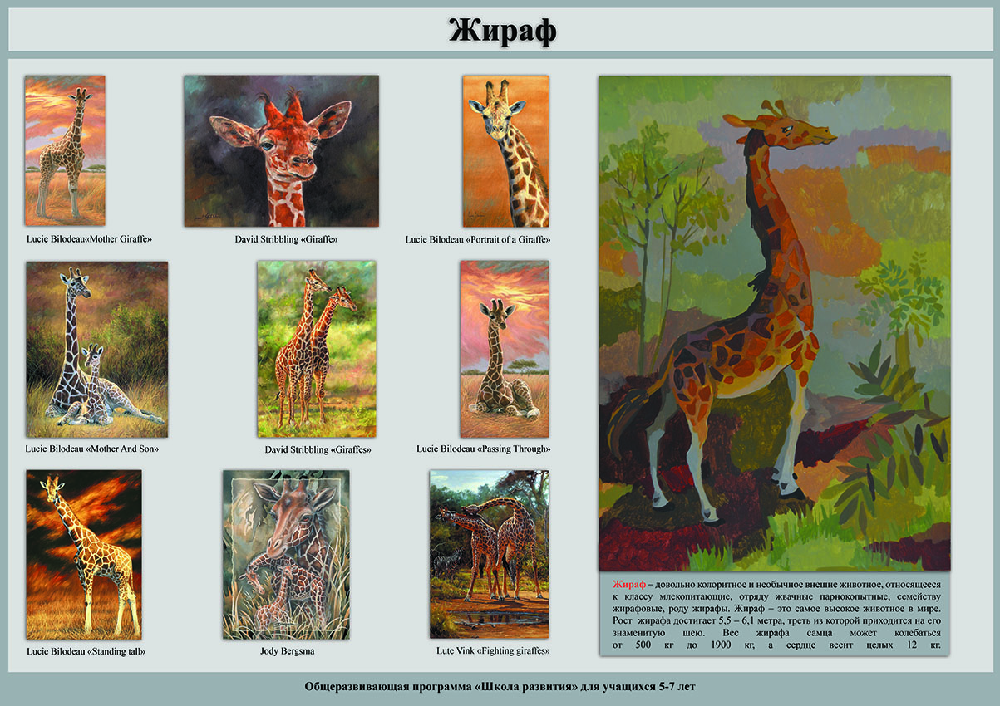 Жираф
Lucie Bilodeau«Mother Giraffe»
David Stribbling «Giraffe»
Lucie Bilodeau «Portrait of a Giraffe»
Lucie Bilodeau «Mother And Son»
David Stribbling «Giraffes»
Lucie Bilodeau «Passing Through»
Lucie Bilodeau «Standing tall»
Jody Bergsma
Lute Vink «Fighting giraffes»
Жираф – довольно колоритное и необычное внешне животное, относящееся
к классу млекопитающие, отряду жвачные парнокопытные, семейству
жирафовые, роду жирафы. Жираф – это самое высокое животное в мире.
Рост жирафа достигает 5,5 – 6,1 метра, треть из которой приходится на его
знаменитую шею. Вес жирафа самца может колебаться
от 500 кг до 1900 кг, а сердце весит целых 12 кг.
Общеразвивающая программа «Школа развития» для учащихся 5-7 лет